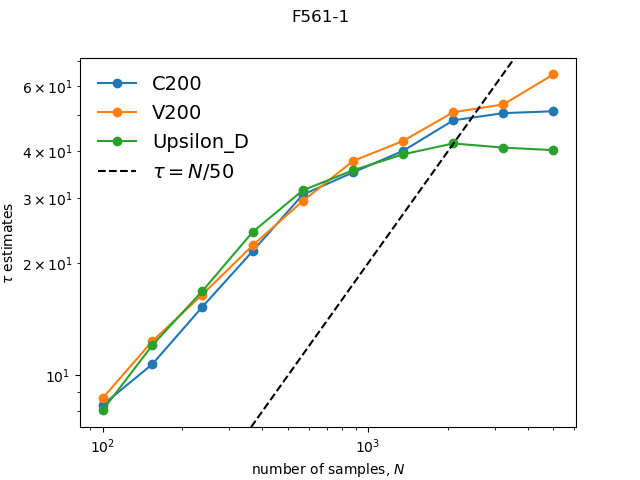 F561-1
C200
V200
Upsilon_D
τ = N/50
6 × 10¹
4 × 10¹
3 × 10¹
2 × 10¹
10¹
τ estimates
10² 10³
number of samples, N